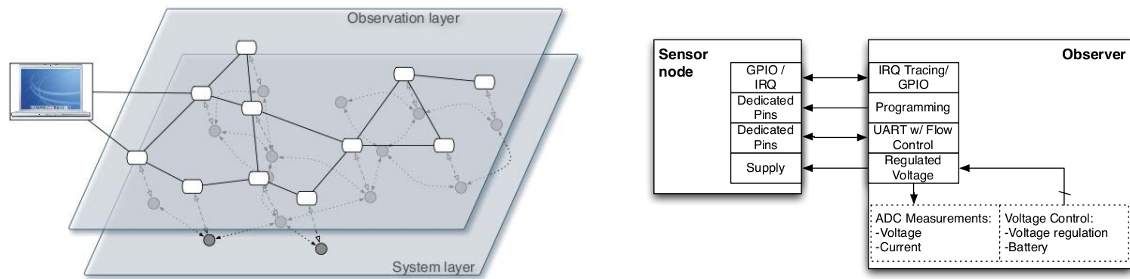 Observation layer
System layer
Sensor
node
Observer
GPIO /
IRQ
IRQ Tracing/
GPIO
Dedicated
Pins
Programming
Dedicated
Pins
UART w/ Flow
Control
Supply
Regulated
Voltage
ADC Measurements:
-Voltage
-Current
Voltage Control:
-Voltage regulation
-Battery